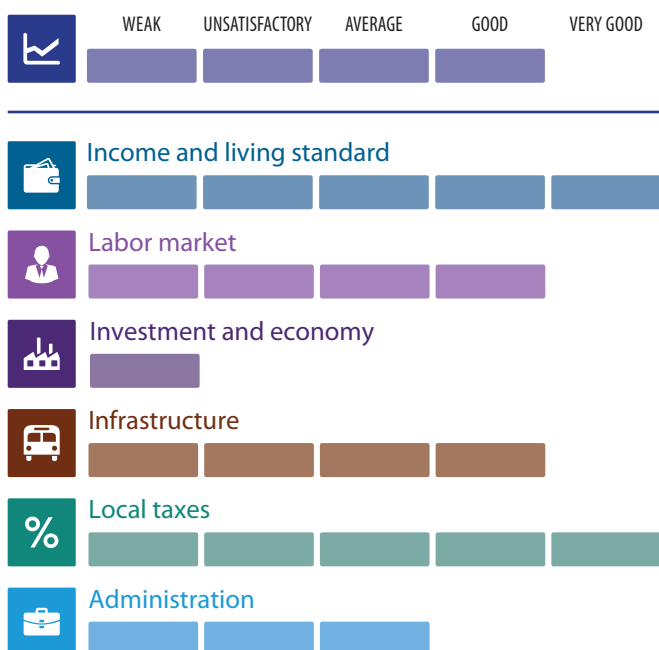 WEAK UNSATISFACTORY AVERAGE GOOD VERY GOOD
Income and living standard
Labor market
Investment and economy
Infrastructure
Local taxes
%
Administration